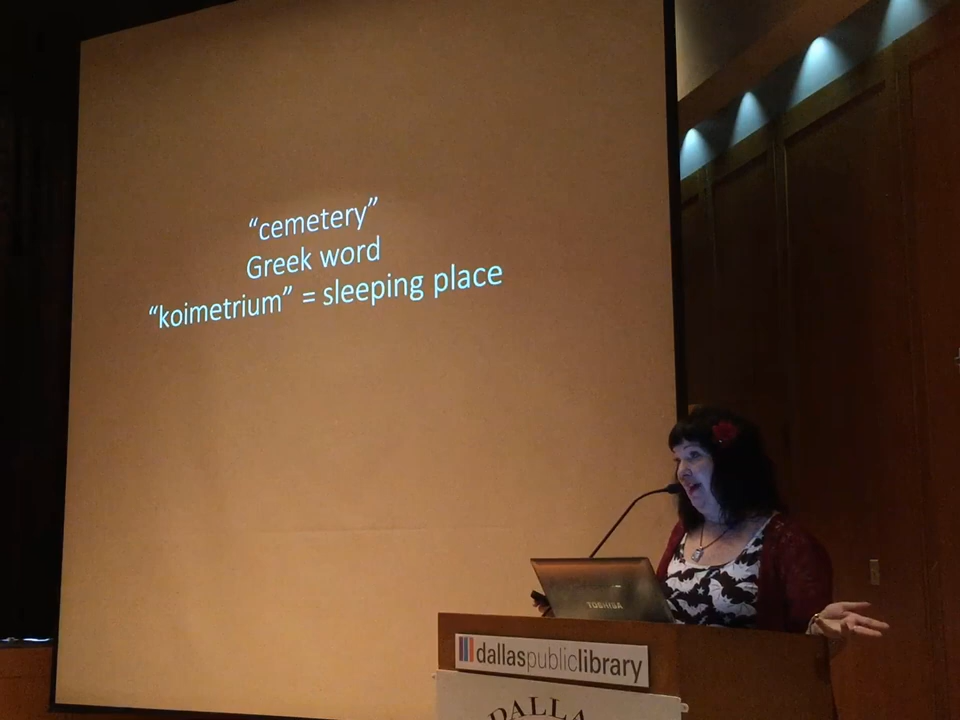 “cemetery”
Greek word
“koimetrium” = sleeping place
TOSHIBA
dallaspubliclibrary